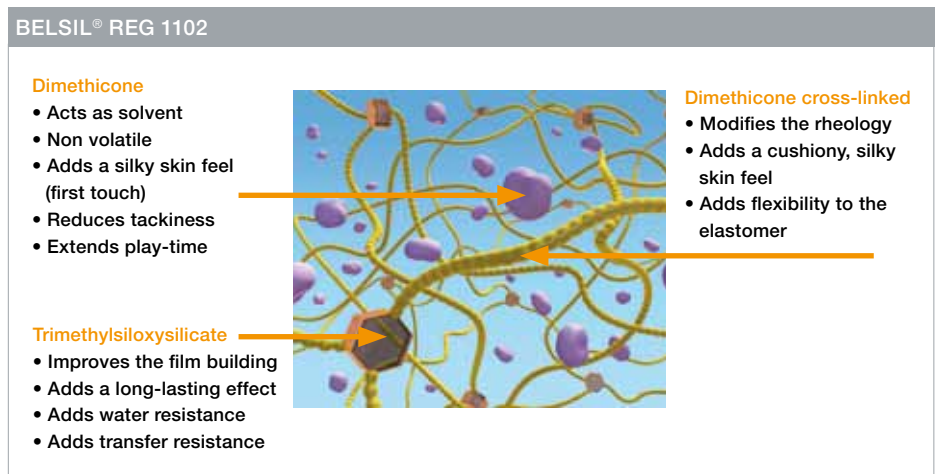 BELSIL® REG 1102
Dimethicone
• Acts as solvent
• Non volatile
• Adds a silky skin feel
(first touch)
• Reduces tackiness
• Extends play-time
Trimethylsiloxysilicate
• Improves the film building
• Adds a long-lasting effect
• Adds water resistance
• Adds transfer resistance
Dimethicone cross-linked
• Modifies the rheology
• Adds a cushiony, silky
skin feel
• Adds flexibility to the
elastomer